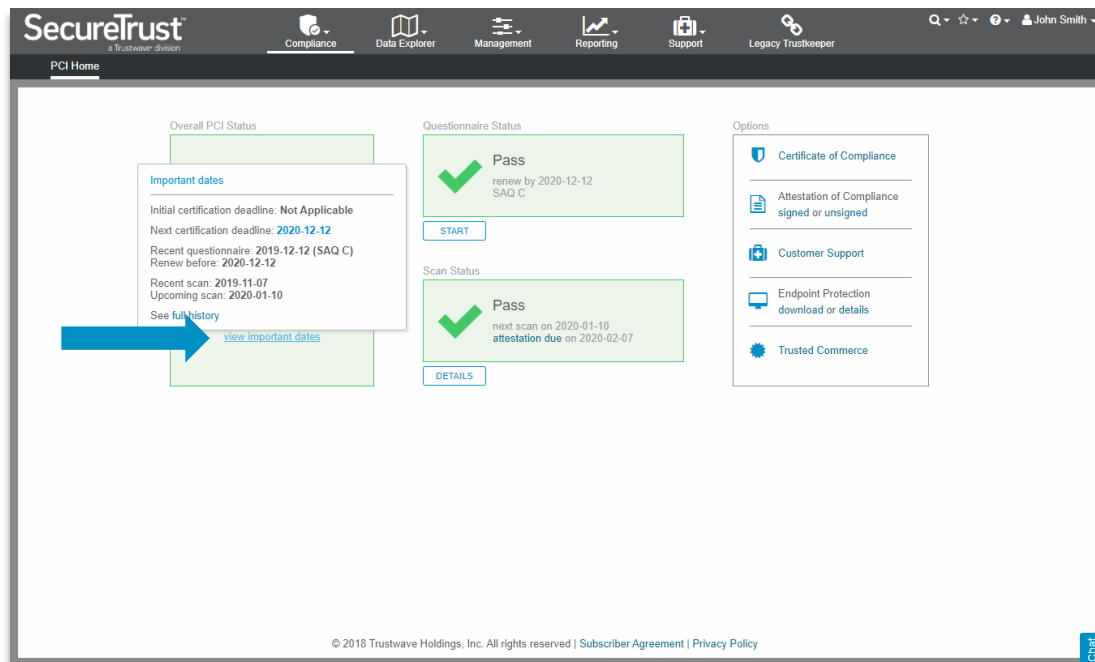 SecureTrust™
a Trustwave® division
Compliance
Data Explorer
Management
Reporting
Support
Legacy Trustkeeper
John Smith
PCI Home
Overall PCI Status
Important dates
Initial certification deadline: Not Applicable
Next certification deadline: 2020-12-12
Recent questionnaire: 2019-12-12 (SAQ C)
Renew before: 2020-12-12
Recent scan: 2019-11-07
Upcoming scan: 2020-01-10
See full history
view important dates
Questionnaire Status
Pass
renew by 2020-12-12
SAQ C
START
Scan Status
Pass
next scan on 2020-01-10
attestation due on 2020-02-07
DETAILS
Options
Certificate of Compliance
Attestation of Compliance
signed or unsigned
Customer Support
Endpoint Protection
download or details
Trusted Commerce
© 2018 Trustwave Holdings, Inc. All rights reserved | Subscriber Agreement | Privacy Policy
Chat